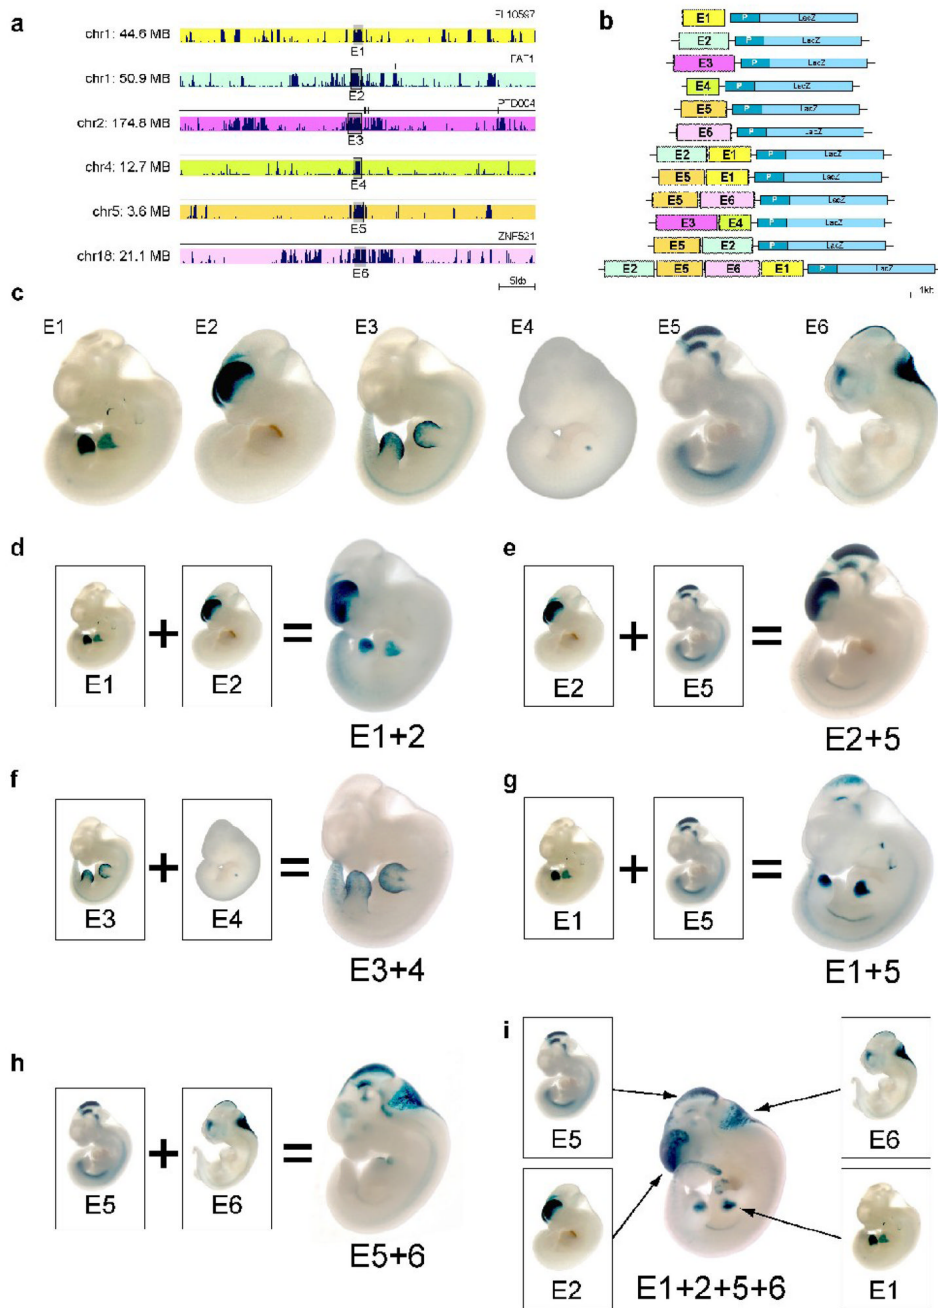 a
FL10597
chr1: 44.6 MB
E1
chr1: 50.9 MB
E2
PTD004
chr2: 174.8 MB
E3
chr4: 12.7 MB
E4
chr5: 3.6 MB
E5
ZNF521
chr18: 21.1 MB
E6
5kb
b
E1 P LacZ
E2 P LacZ
E3 P LacZ
E4 P LacZ
E5 P LacZ
E6 P LacZ
E2 E1 P LacZ
E5 E1 P LacZ
E5 E6 P LacZ
E3 E4 P LacZ
E5 E2 P LacZ
E2 E5 E6 E1 P LacZ
1kb
c
E1 E2 E3 E4 E5 E6
d
E1 + E2 =
E1+2
e
E2 + E5 =
E2+5
f
E3 + E4 =
E3+4
g
E1 + E5 =
E1+5
h
E5 + E6 =
E5+6
i
E5
E6
E2
E1
E1+2+5+6